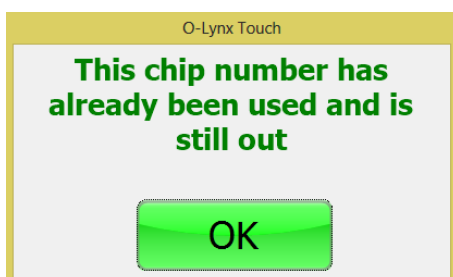 O-Lynx Touch
This chip number has
already been used and is
still out
OK